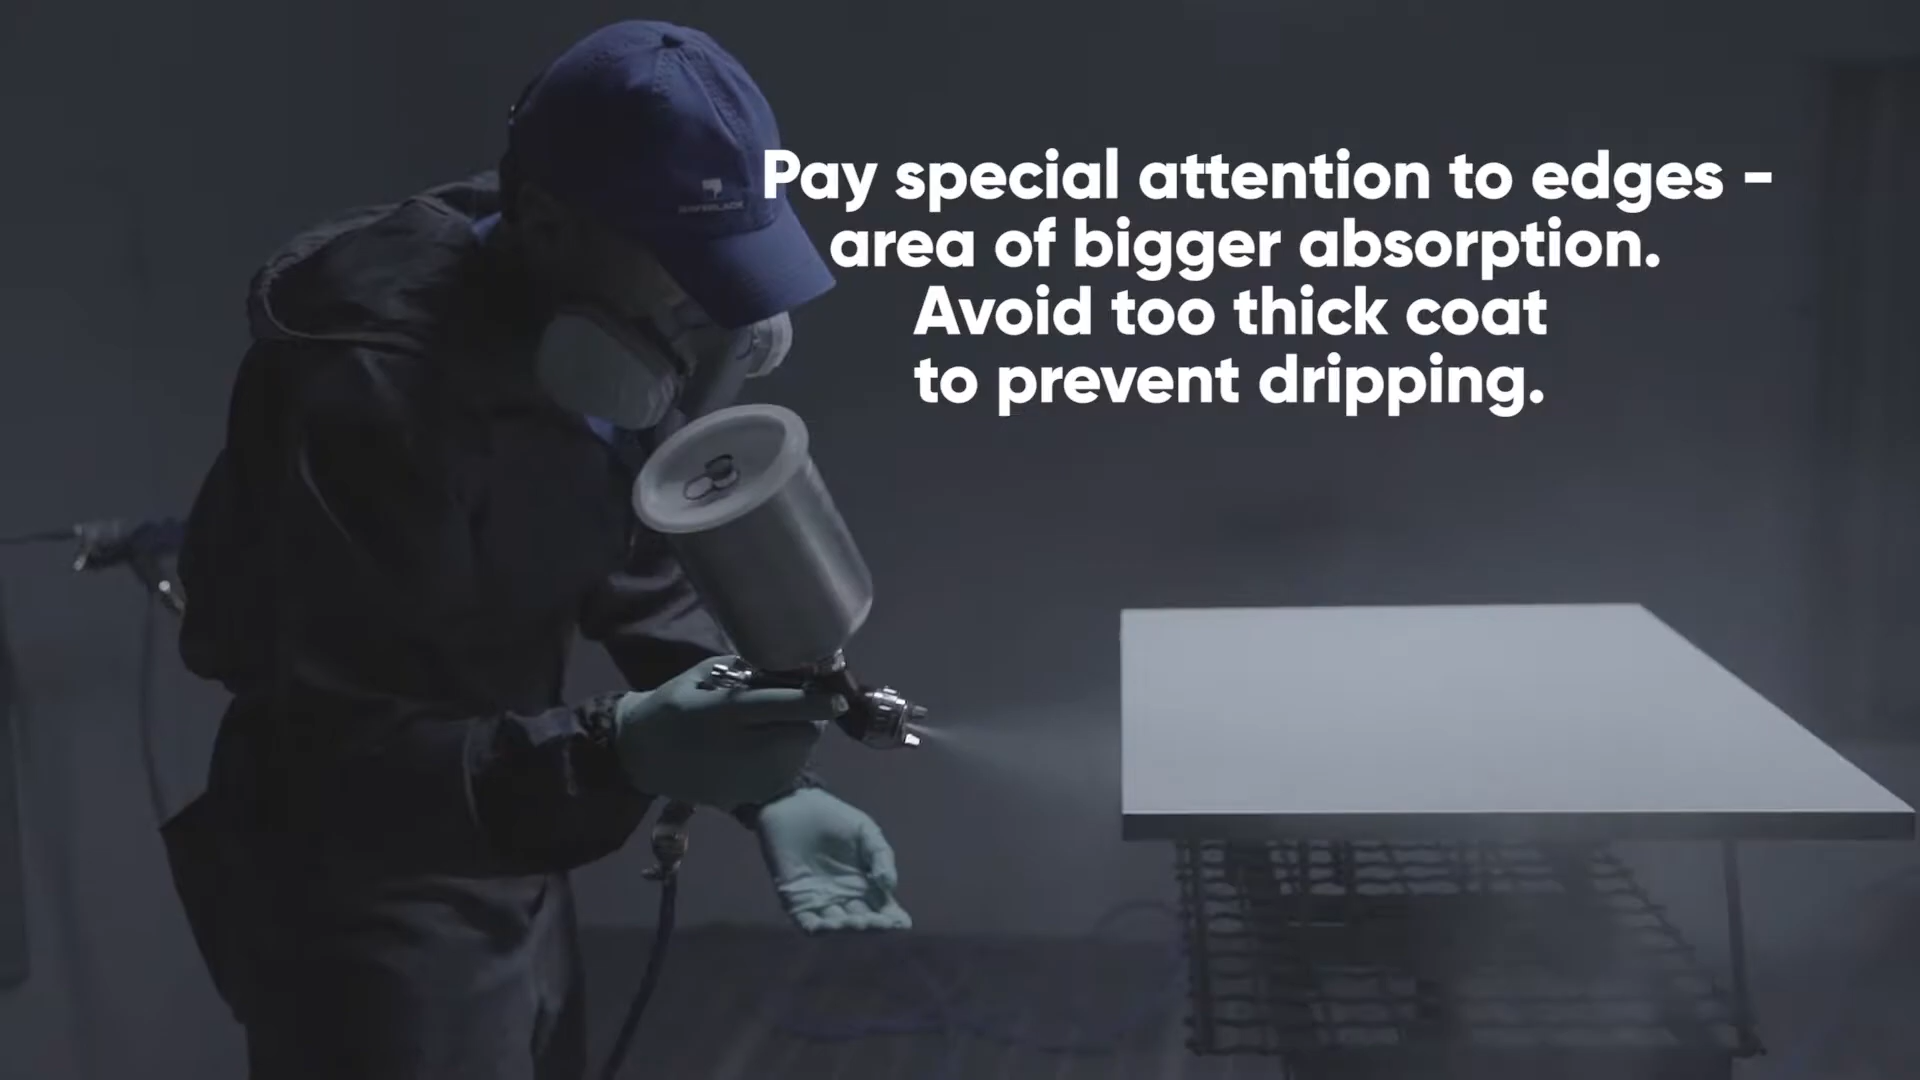 Pay special attention to edges -
area of bigger absorption.
Avoid too thick coat
to prevent dripping.